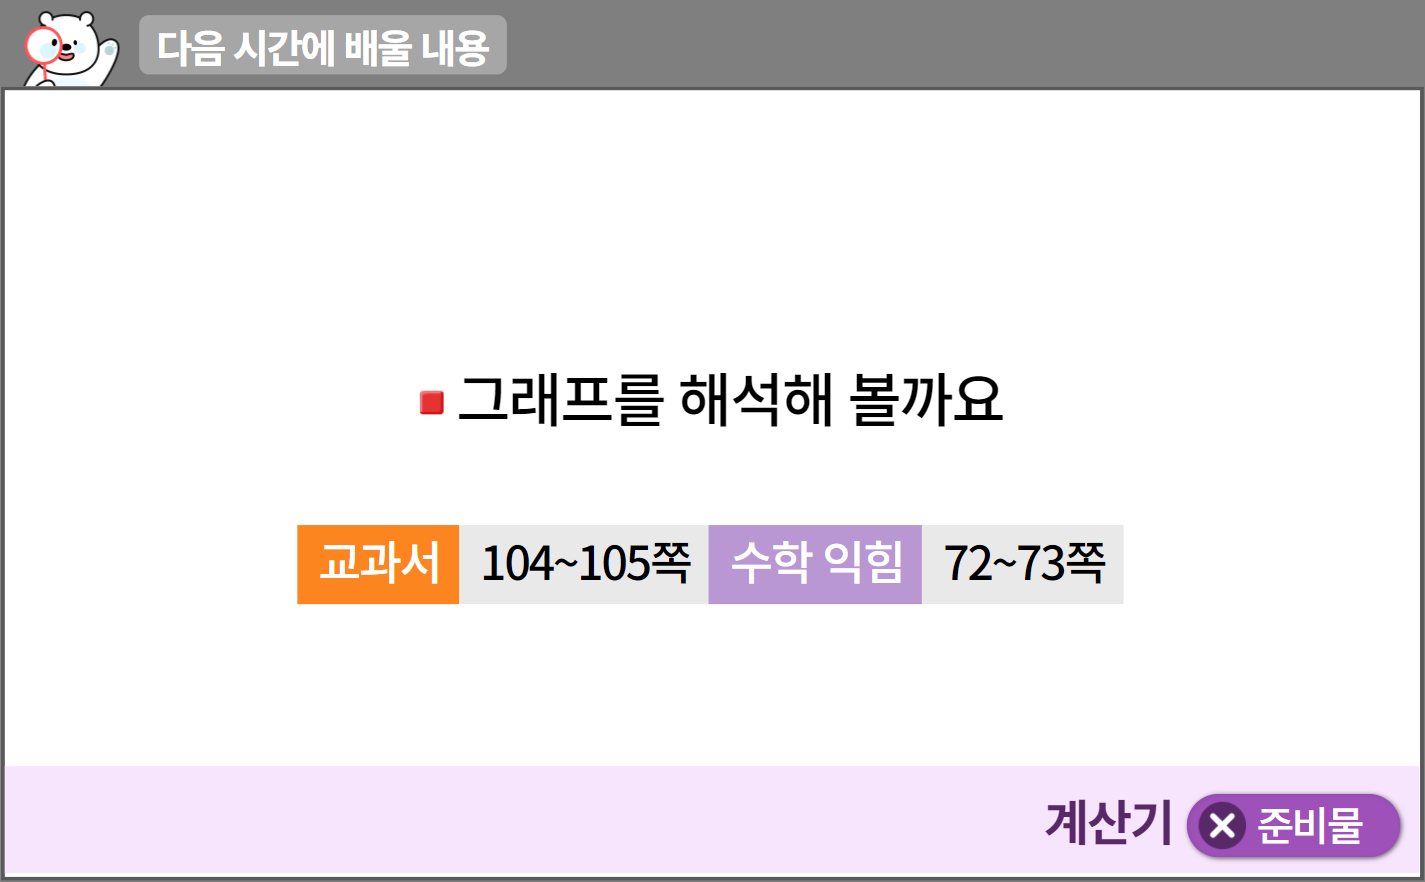 다음 시간에 배울 내용
그래프를 해석해 볼까요
교과서 104~105쪽 수학 익힘 72~73쪽
계산기 준비물